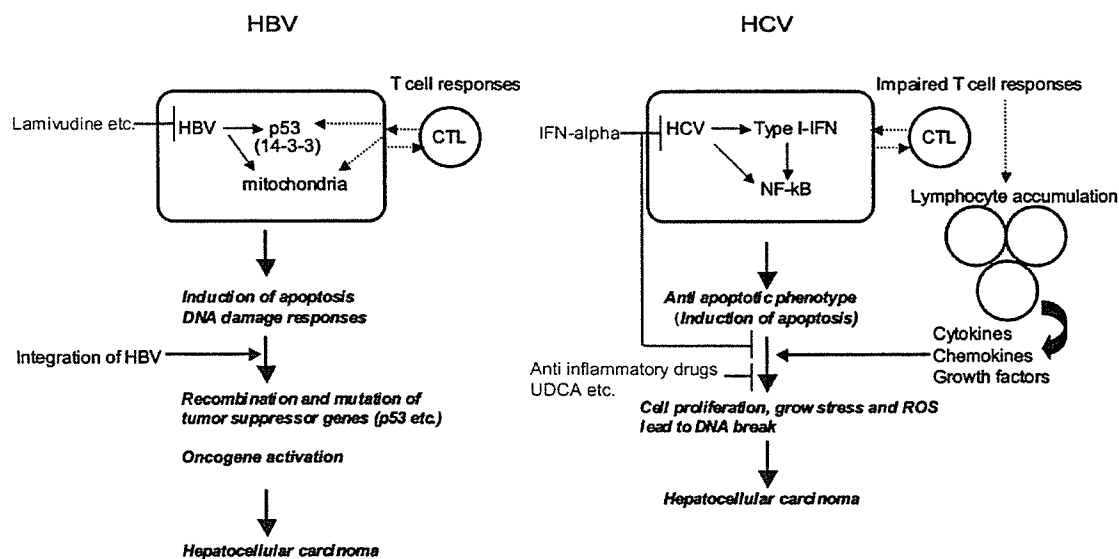 HBV
T cell responses
Lamivudine etc.
HBV
p53
(14-3-3)
CTL
mitochondria
Induction of apoptosis
DNA damage responses
Integration of HBV
Recombination and mutation of
tumor suppressor genes (p53 etc.)
Oncogene activation
Hepatocellular carcinoma
HCV
Impaired T cell responses
IFN-alpha
HCV
Type I-IFN
CTL
NF-kB
Lymphocyte accumulation
Anti apoptotic phenotype
(Induction of apoptosis)
Cytokines
Chemokines
Growth factors
Anti inflammatory drugs
UDCA etc.
Cell proliferation, grow stress and ROS
lead to DNA break
Hepatocellular carcinoma